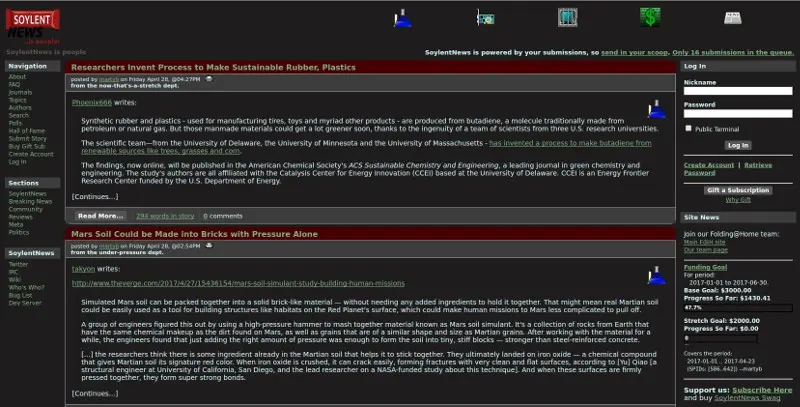 SOYLENT
NEWS
...is people!
SoylentNews is people
SoylentNews is powered by your submissions, so send in your scoop. Only 16 submissions in the queue.
Navigation
About
FAQ
Journals
Topics
Authors
Search
Polls
Hall of Fame
Submit Story
Buy Gift Sub
Create Account
Log In
Sections
SoylentNews
Breaking News
Community
Reviews
Meta
Politics
SoylentNews
Twitter
IRC
Wiki
Who's Who?
Bug List
Dev Server
Researchers Invent Process to Make Sustainable Rubber, Plastics
posted by martyb on Friday April 28, @04:27PM
from the now-that's-a-stretch dept.
Phoenix666 writes:
Synthetic rubber and plastics - used for manufacturing tires, toys and myriad other products - are produced from butadiene, a molecule traditionally made from
petroleum or natural gas. But those manmade materials could get a lot greener soon, thanks to the ingenuity of a team of scientists from three U.S. research universities.
The scientific team—from the University of Delaware, the University of Minnesota and the University of Massachusetts - has invented a process to make butadiene from
renewable sources like trees, grasses and corn.
The findings, now online, will be published in the American Chemical Society's ACS Sustainable Chemistry and Engineering, a leading journal in green chemistry and
engineering. The study's authors are all affiliated with the Catalysis Center for Energy Innovation (CCEI) based at the University of Delaware. CCEI is an Energy Frontier
Research Center funded by the U.S. Department of Energy.
[Continues...]
Read More...
294 words in story
0 comments
Mars Soil Could be Made into Bricks with Pressure Alone
posted by martyb on Friday April 28, @02:54PM
from the under-pressure dept.
takyon writes:
http://www.theverge.com/2017/4/27/15436154/mars-soil-simulant-study-building-human-missions
Simulated Mars soil can be packed together into a solid brick-like material — without needing any added ingredients to hold it together. That might mean real Martian soil
could be easily used as a tool for building structures like habitats on the Red Planet's surface, which could make human missions to Mars less complicated to pull off.
A group of engineers figured this out by using a high-pressure hammer to mash together material known as Mars soil simulant. It's a collection of rocks from Earth that
have the same chemical makeup as the dirt found on Mars, as well as grains that are of a similar shape and size as Martian grains. After working with the material for a
while, the engineers found that just adding the right amount of pressure was enough to form the soil into tiny, stiff blocks — stronger than steel-reinforced concrete.
[...] the researchers think there is some ingredient already in the Martian soil that helps it to stick together. They ultimately landed on iron oxide — a chemical compound
that gives Martian soil its signature red color. When iron oxide is crushed, it can crack easily, forming fractures with very clean and flat surfaces, according to [Yu] Qiao [a
structural engineer at University of California, San Diego, and the lead researcher on a NASA-funded study about this technique]. And when these surfaces are firmly
pressed together, they form super strong bonds.
[Continues...]
Log In
Nickname
Password
Public Terminal
Log In
Create Account | Retrieve
Password
Gift a Subscription
Why Gift
Site News
Join our Folding@Home team:
Main F@H site
Our team page
Funding Goal
For period:
2017-01-01 to 2017-06-30.
Base Goal: $3000.00
Progress So Far: $1430.41
47.7%
Stretch Goal: $2000.00
Progress So Far: $0.00
0
Covers the period:
2017-01-01 .. 2017-04-23
(SPIDs: [586..642]) --martyb
Support us: Subscribe Here
and buy SoylentNews Swag